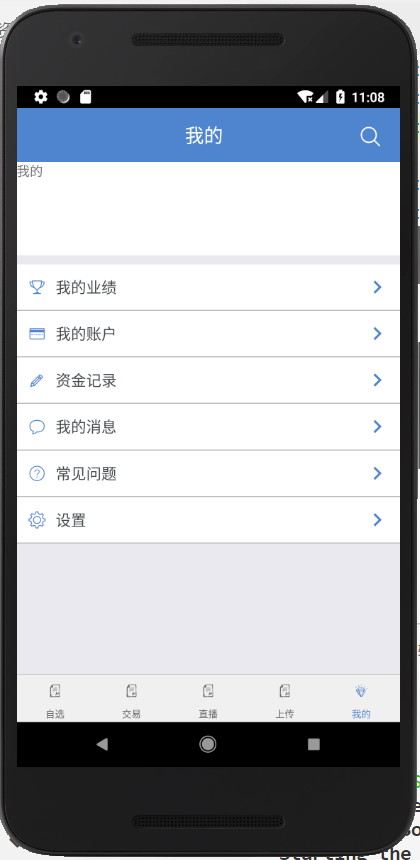 11:08
我的
我的
我的业绩
我的账户
资金记录
我的消息
常见问题
设置
自选 交易 直播 上传 我的
Starting the